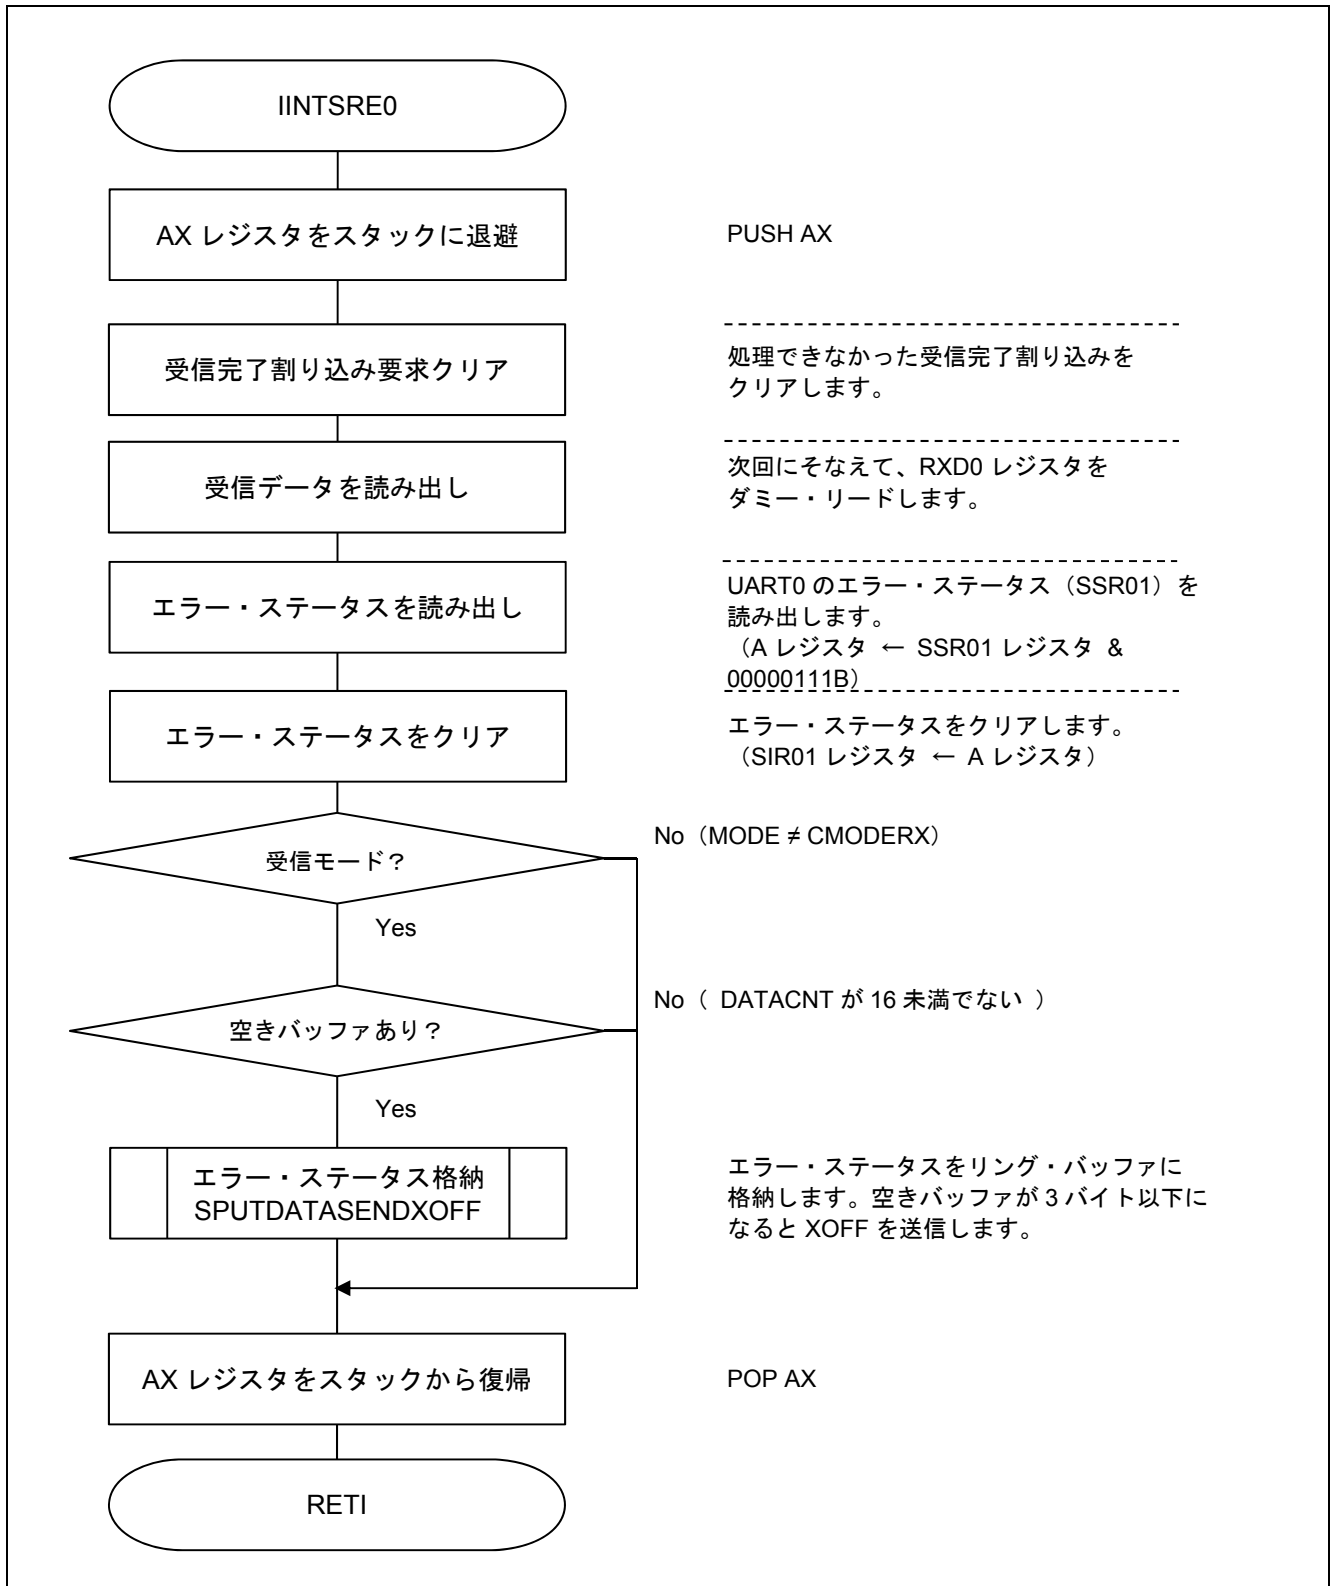 IINTSRE0
AX レジスタをスタックに退避
PUSH AX
受信完了割り込み要求クリア
処理できなかった受信完了割り込みを
クリアします。
受信データを読み出し
次回にそなえて、RXD0 レジスタを
ダミー・リードします。
エラー・ステータスを読み出し
UART0 のエラー・ステータス（SSR01）を
読み出します。
（A レジスタ ← SSR01 レジスタ &
00000111B）
エラー・ステータスをクリア
エラー・ステータスをクリアします。
（SIR01 レジスタ ← A レジスタ）
受信モード？
No（MODE ≠ CMODERX）
Yes
空きバッファあり？
No（ DATACNT が 16 未満でない ）
Yes
エラー・ステータス格納
SPUTDATASENDXOFF
エラー・ステータスをリング・バッファに
格納します。空きバッファが 3 バイト以下に
なると XOFF を送信します。
AX レジスタをスタックから復帰
POP AX
RETI